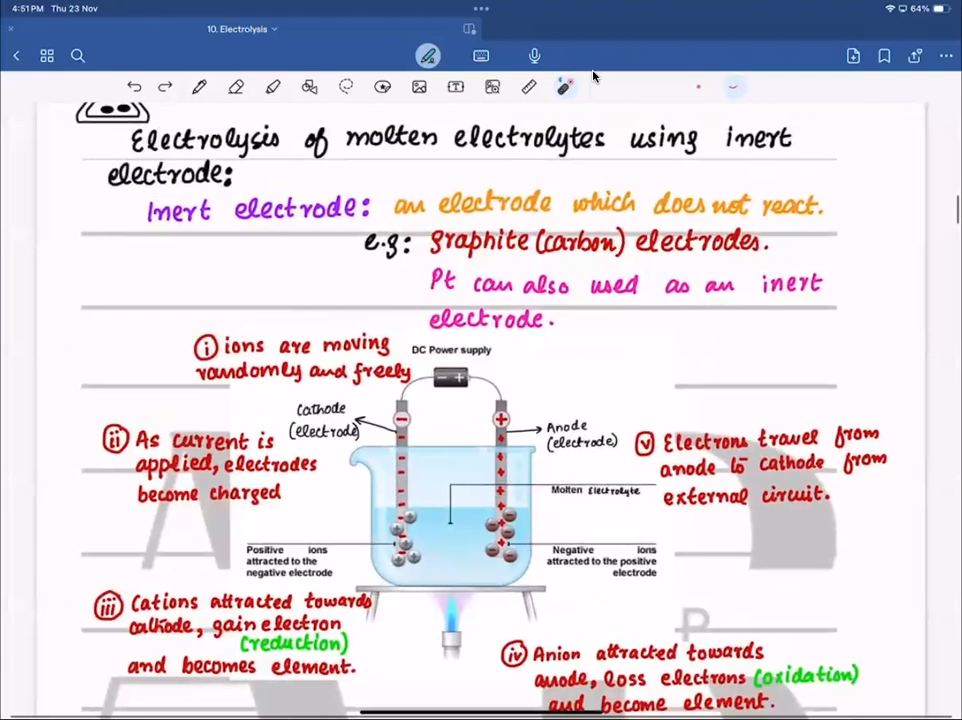 4:51 PM Thu 23 Nov
64%
10. Electrolysis
Electrolysis of molten electrolytes using inert
electrode:
Inert electrode: an electrode which does not react.
e.g: graphite (carbon) electrodes.
Pt can also used as an inert
electrode.
(i) ions are moving
randomly and freely
DC Power supply
− +
Cathode
(electrode)
Anode
(electrode)
(ii) As current is
applied, electrodes
become charged
(v) Electrons travel from
anode to cathode from
external circuit.
Molten Electrolyte
Positive ions
attracted to the
negative electrode
Negative ions
attracted to the positive
electrode
(iii) Cations attracted towards
cathode, gain electron
(reduction)
and becomes element.
(iv) Anion attracted towards
anode, loss electrons (oxidation)
and become element.